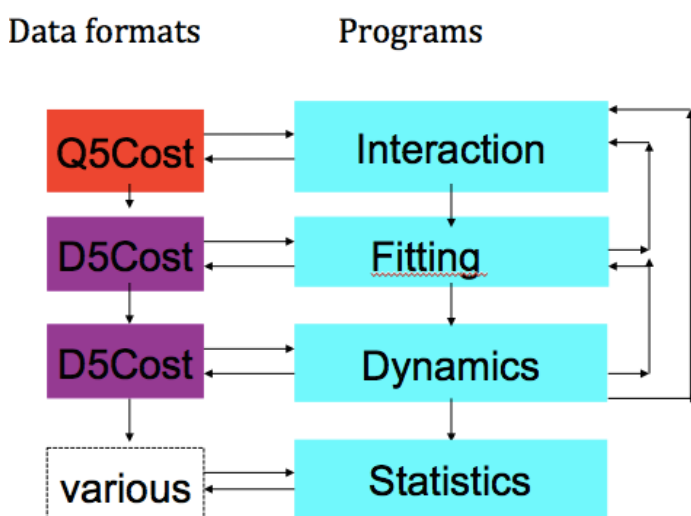 Data formats Programs
Q5Cost Interaction
D5Cost Fitting
D5Cost Dynamics
various Statistics